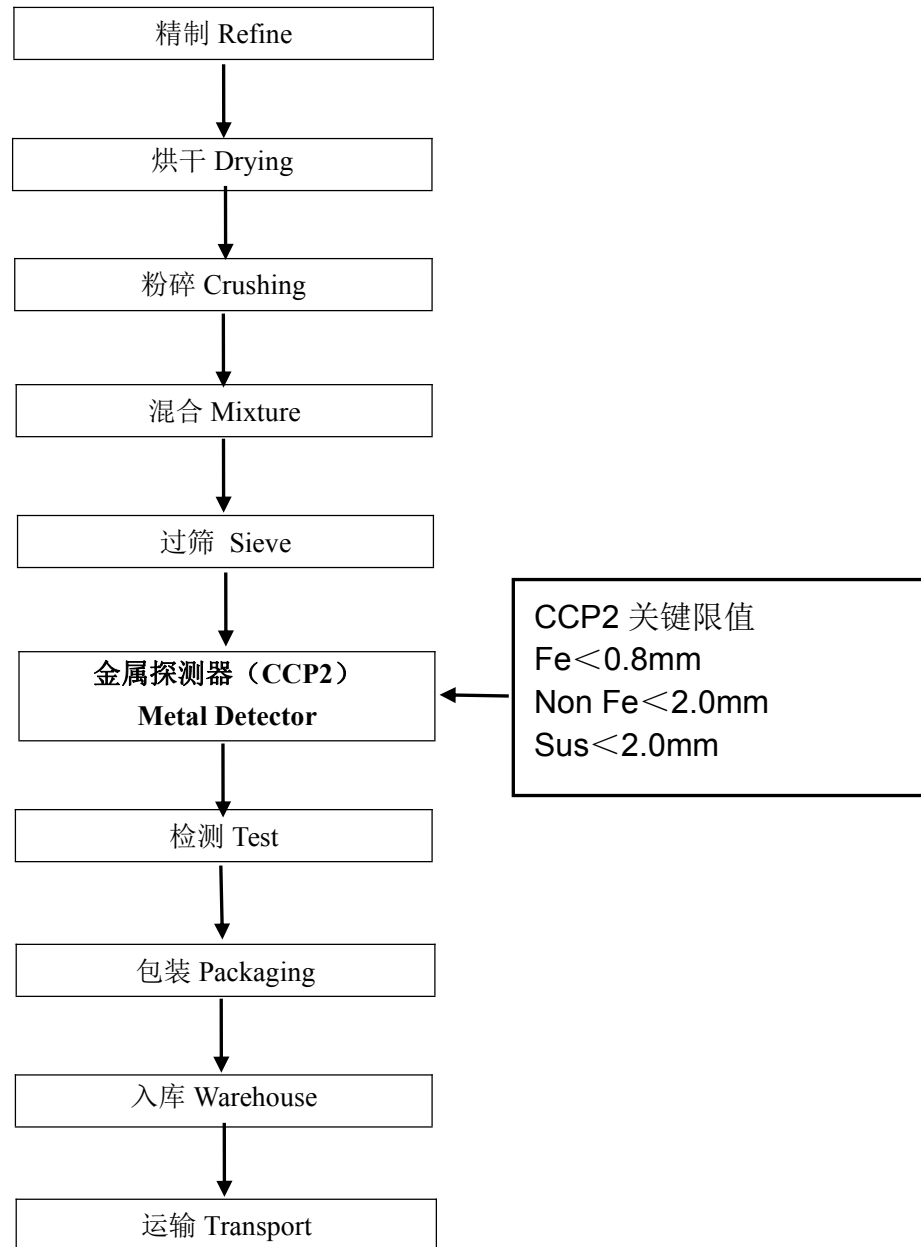 精制 Refine
烘干 Drying
粉碎 Crushing
混合 Mixture
过筛  Sieve
金属探测器（CCP2）
Metal Detector
CCP2 关键限值
Fe＜0.8mm
Non Fe＜2.0mm
Sus＜2.0mm
检测 Test
包装 Packaging
入库 Warehouse
运输 Transport